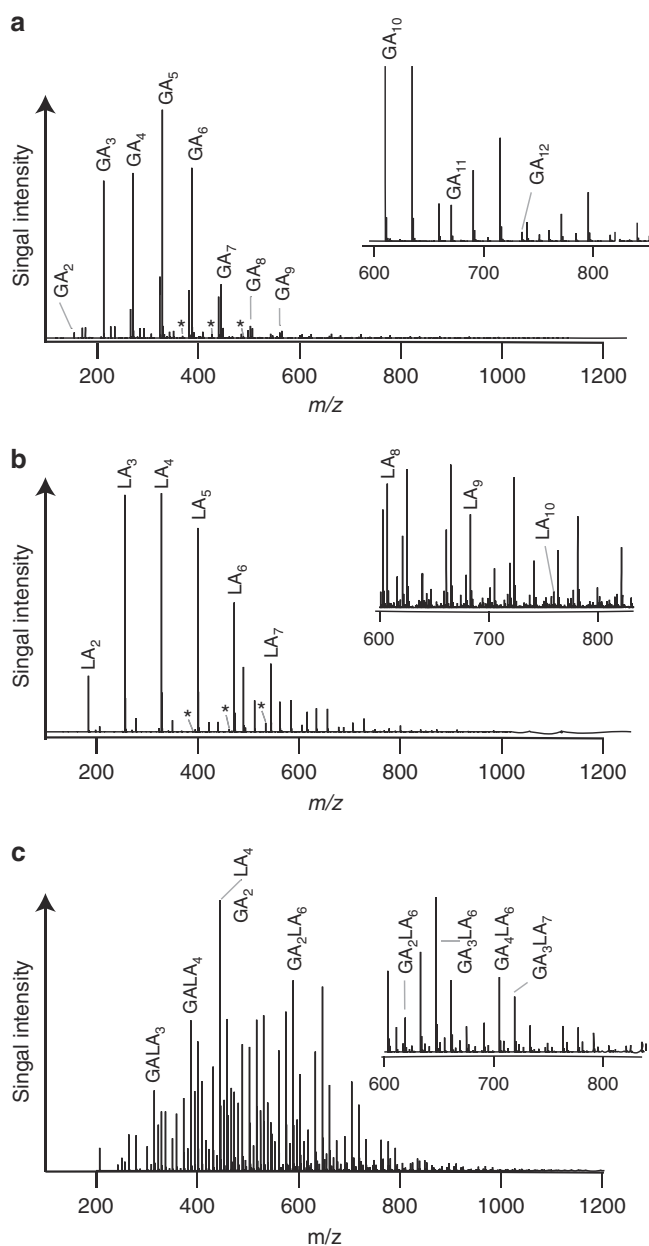 a
GA10
GA5
GA3
GA4
GA6
GA11
GA12
GA7
GA8
GA9
GA2
* * *
Singal intensity
600 700 800
200 400 600 800 1000 1200
m/z
b
LA3
LA4
LA5
LA8
LA9
LA10
LA6
LA7
LA2
* * *
Singal intensity
600 700 800
200 400 600 800 1000 1200
m/z
c
LA4
GA2
GA2LA6
GALA4
GALA3
GA2LA6
GA3LA6
GA4LA6
GA3LA7
Singal intensity
600 700 800
200 400 600 800 1000 1200
m/z